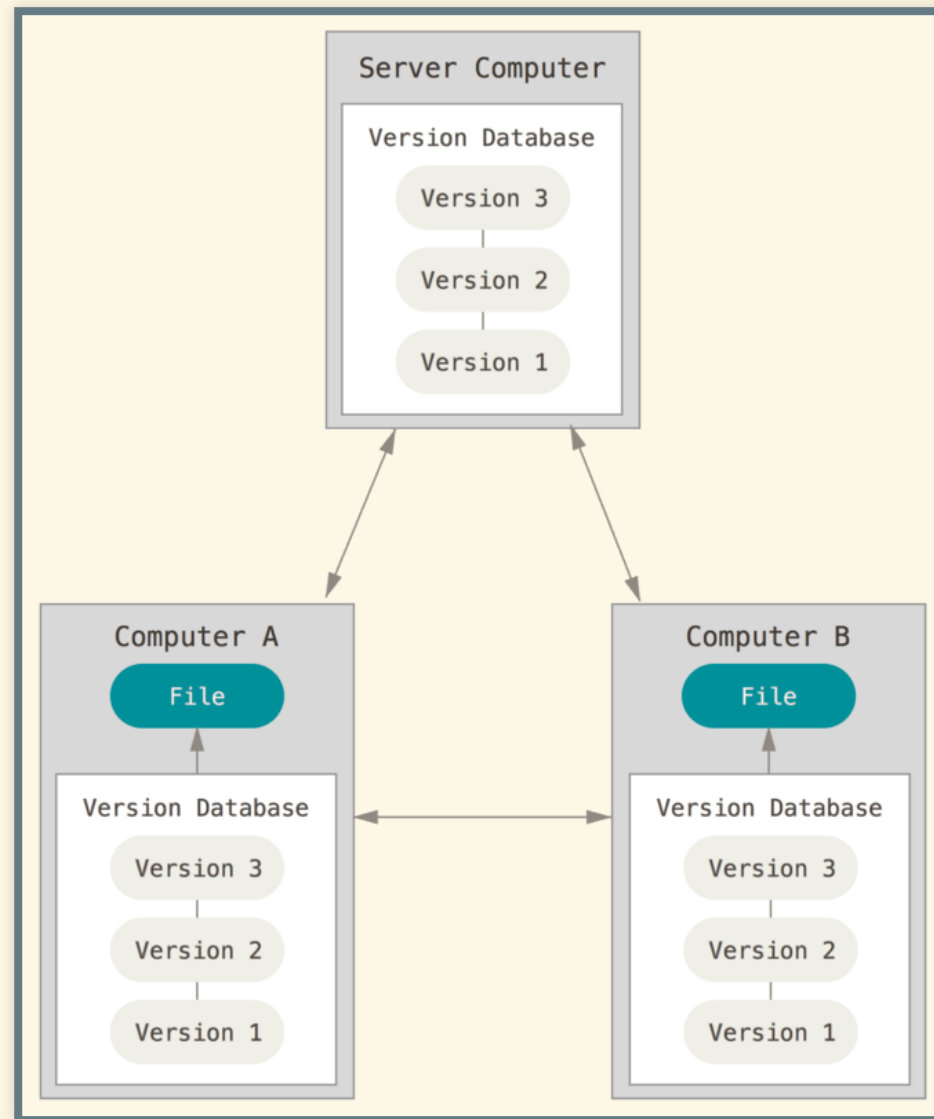 Server Computer
Version Database
Version 3
Version 2
Version 1
Computer A
File
Version Database
Version 3
Version 2
Version 1
Computer B
File
Version Database
Version 3
Version 2
Version 1